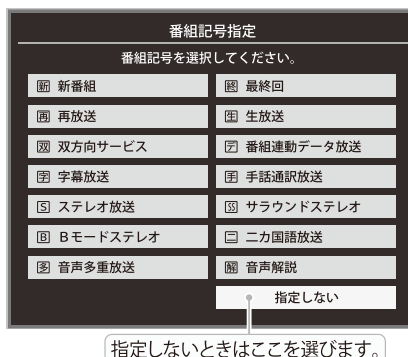 番組記号指定
番組記号を選択してください。
新 新番組
終 最終回
再 再放送
生 生放送
双 双方向サービス
デ 番組連動データ放送
字 字幕放送
手 手話通訳放送
S ステレオ放送
SS サラウンドステレオ
B Bモードステレオ
二 二カ国語放送
多 音声多重放送
解 音声解説
指定しない
指定しないときはここを選びます。